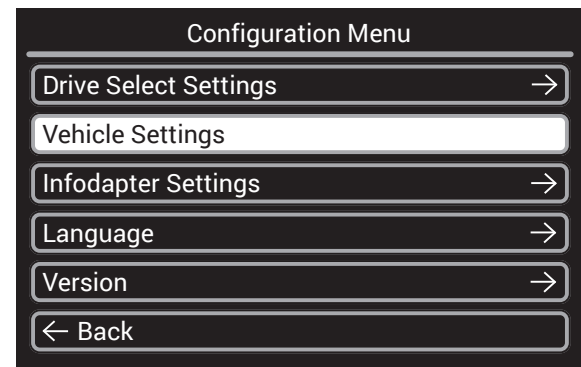 Configuration Menu
Drive Select Settings →
Vehicle Settings
Infodapter Settings →
Language →
Version →
← Back